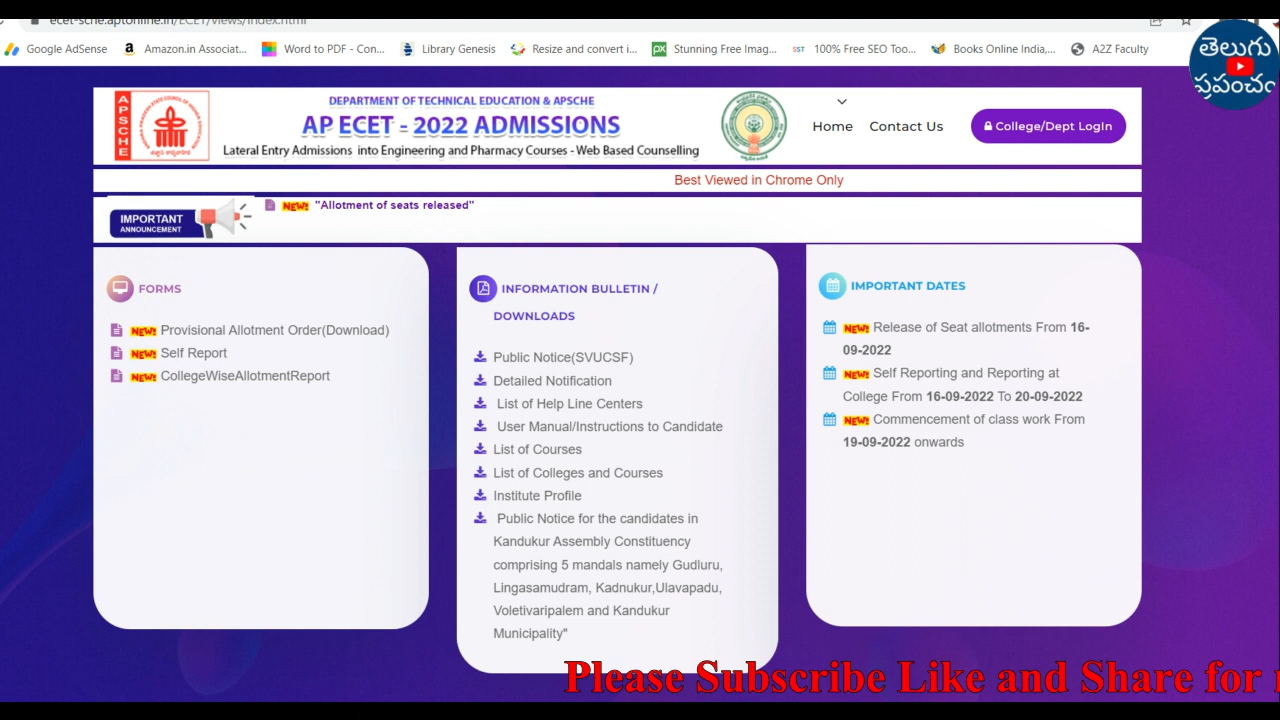 ecet-sche.aptonline.in/ECET/Views/index.html
Google AdSense
Amazon.in Associat...
Word to PDF - Con...
Library Genesis
Resize and convert i...
px Stunning Free Imag...
SST 100% Free SEO Too...
Books Online India,...
A2Z Faculty
తెలుగు
ప్రపంచం
APSCHE
DEPARTMENT OF TECHNICAL EDUCATION & APSCHE
AP ECET - 2022 ADMISSIONS
Lateral Entry Admissions into Engineering and Pharmacy Courses - Web Based Counselling
Home
Contact Us
College/Dept LogIn
Best Viewed in Chrome Only
IMPORTANT
ANNOUNCEMENT
NEW! "Allotment of seats released"
FORMS
NEW! Provisional Allotment Order(Download)
NEW! Self Report
NEW! CollegeWiseAllotmentReport
INFORMATION BULLETIN /
DOWNLOADS
Public Notice(SVUCSF)
Detailed Notification
List of Help Line Centers
User Manual/Instructions to Candidate
List of Courses
List of Colleges and Courses
Institute Profile
Public Notice for the candidates in
Kandukur Assembly Constituency
comprising 5 mandals namely Gudluru,
Lingasamudram, Kadnukur,Ulavapadu,
Voletivaripalem and Kandukur
Municipality"
IMPORTANT DATES
NEW! Release of Seat allotments From 16-
09-2022
NEW! Self Reporting and Reporting at
College From 16-09-2022 To 20-09-2022
NEW! Commencement of class work From
19-09-2022 onwards
Please Subscribe Like and Share for